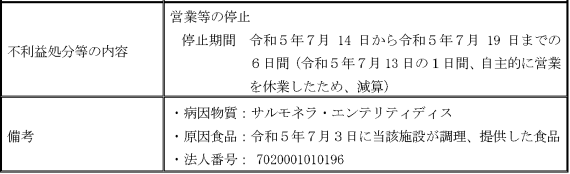 不利益処分等の内容
営業等の停止
停止期間 令和5年7月 14 日から令和5年7月 19 日までの
6日間（令和5年7月13日の1日間、自主的に営業
を休業したため、減算）
備考
・病因物質：サルモネラ・エンテリティディス
・原因食品：令和5年7月3日に当該施設が調理、提供した食品
・法人番号： 7020001010196